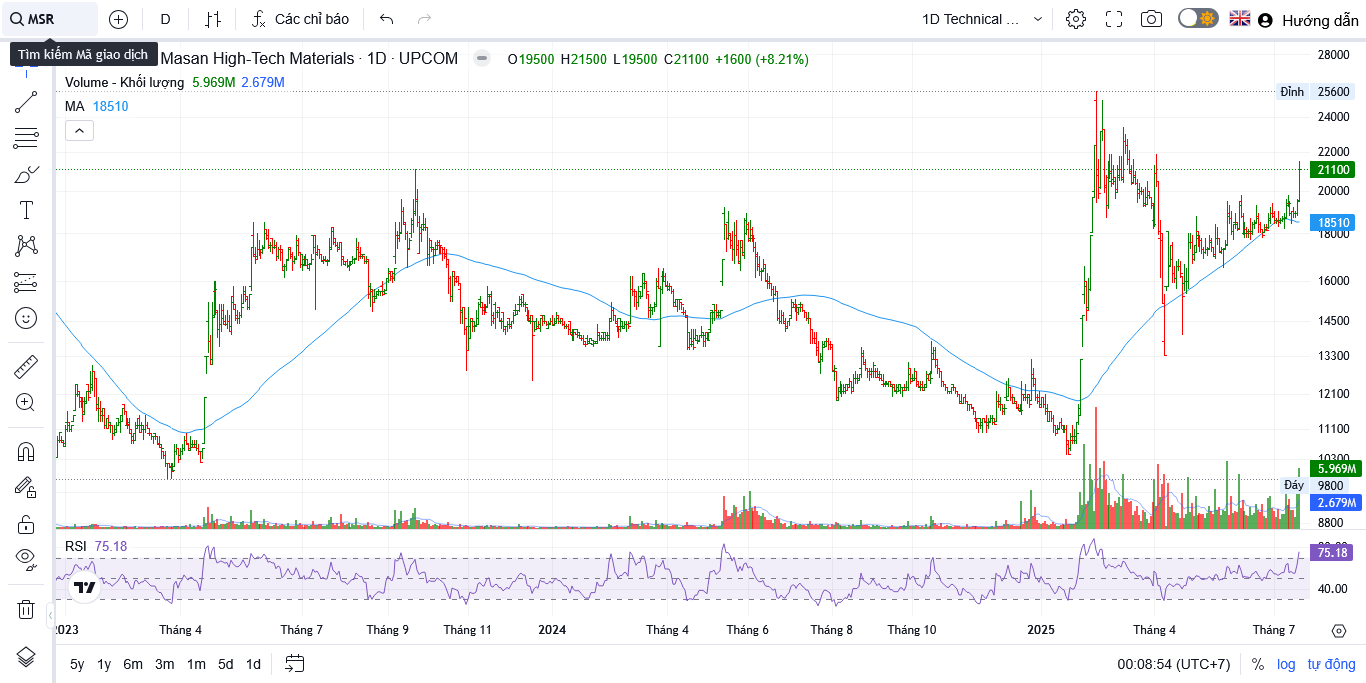 MSR D Các chỉ báo 1D Technical ... Hướng dẫn
Tìm kiếm Mã giao dịch
Masan High-Tech Materials · 1D · UPCOM O19500 H21500 L19500 C21100 +1600 (+8.21%)
Volume - Khối lượng 5.969M 2.679M
MA 18510
28000
Đỉnh 25600
24000
22000
21100
20000
18510
18000
16000
14500
13300
12100
11100
10300
5.969M
Đáy 9800
2.679M
8800
RSI 75.18
75.18
40.00
2023 Tháng 4 Tháng 7 Tháng 9 Tháng 11 2024 Tháng 4 Tháng 6 Tháng 8 Tháng 10 2025 Tháng 4 Tháng 7
5y 1y 6m 3m 1m 5d 1d 00:08:54 (UTC+7) % log tự động